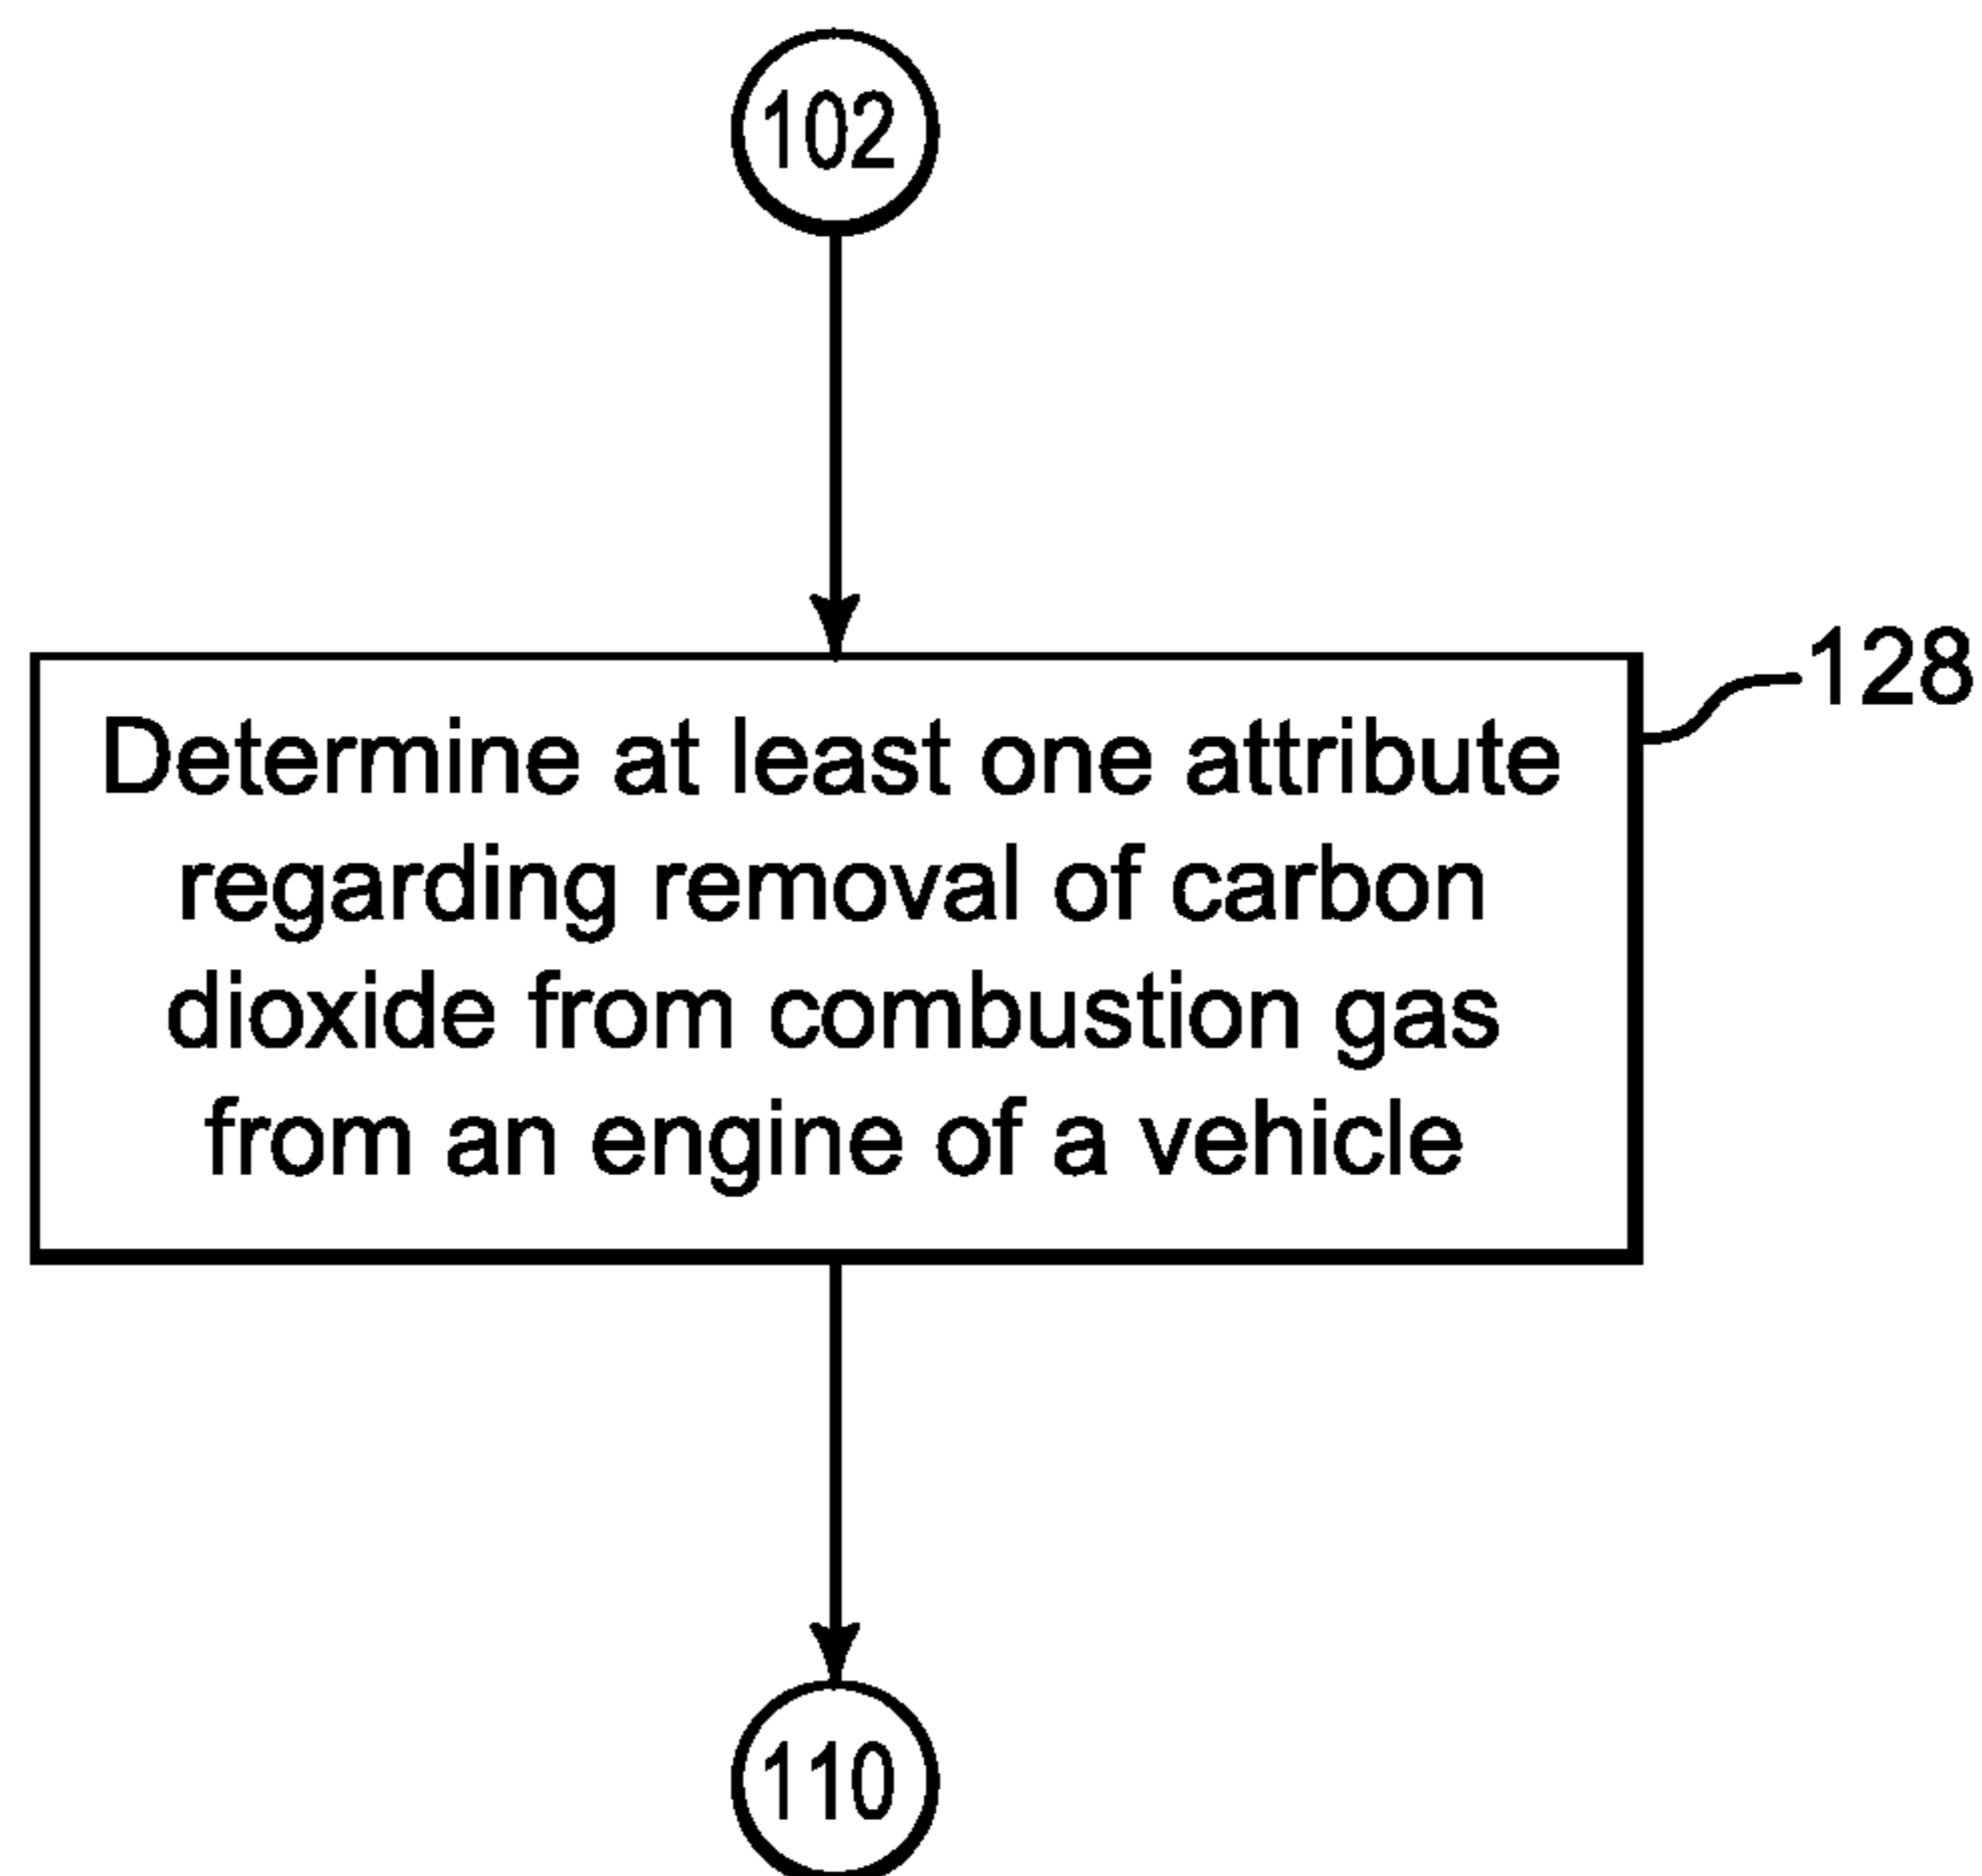 102
128
Determine at least one attribute
regarding removal of carbon
dioxide from combustion gas
from an engine of a vehicle
110